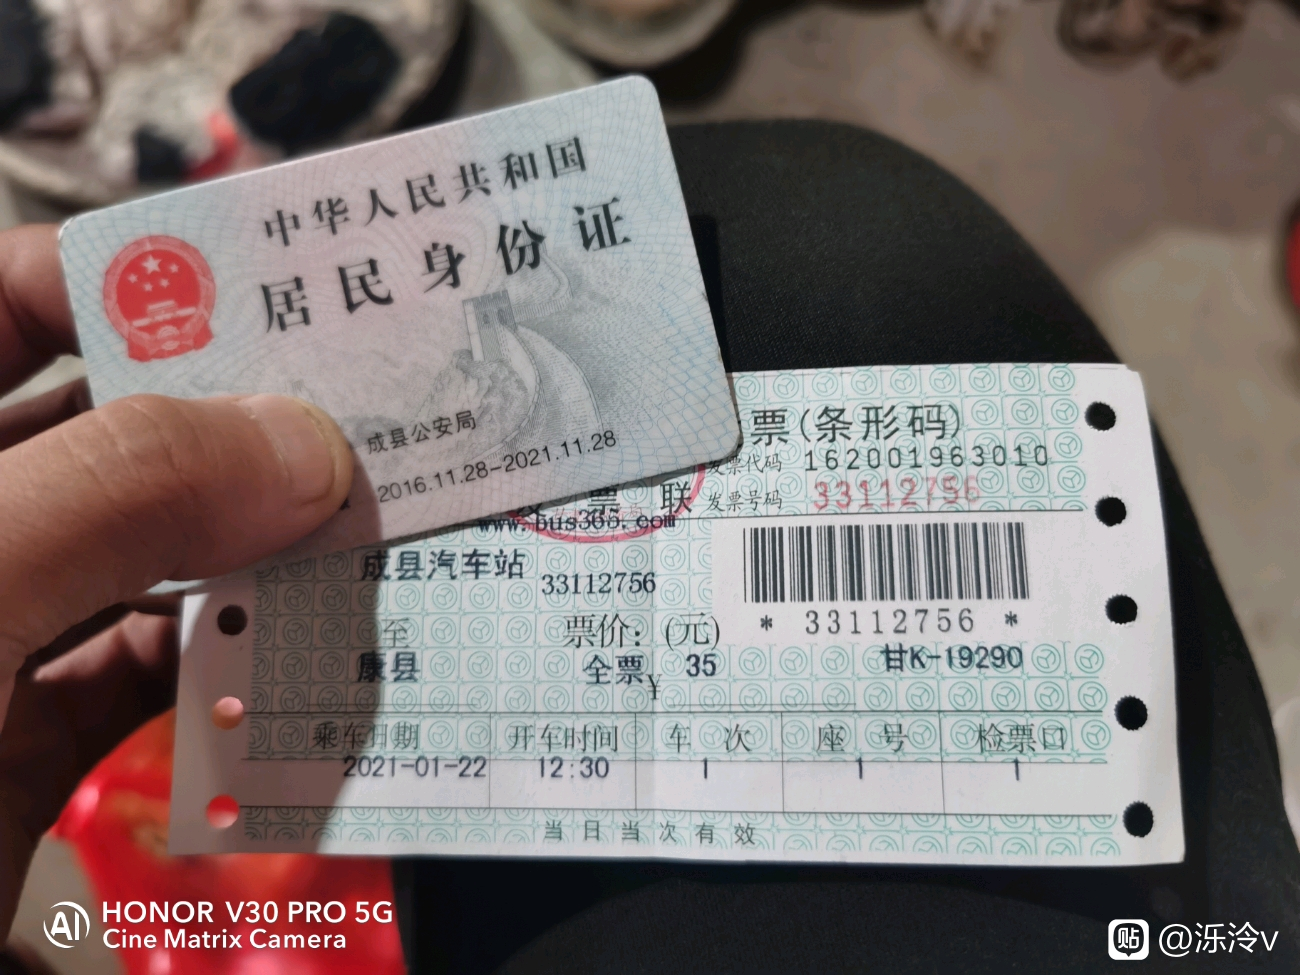 中华人民共和国
居民身份证
成县公安局
2016.11.28-2021.11.28
票(条形码)
发票代码 162001963010
票 联 发票号码 33112756
www.bus365.com
成县汽车站 33112756
* 33112756 *
至 票价：(元)
康县 全票 35 甘K-19290
¥
乘车日期 开车时间 车次 座号 检票口
2021-01-22 12:30 1 1 1
当日当次有效
HONOR V30 PRO 5G
Cine Matrix Camera
贴 @泺泠v